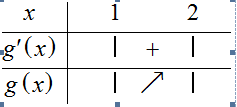 x 1 2
g′(x) | + |
g(x) | ↗ |